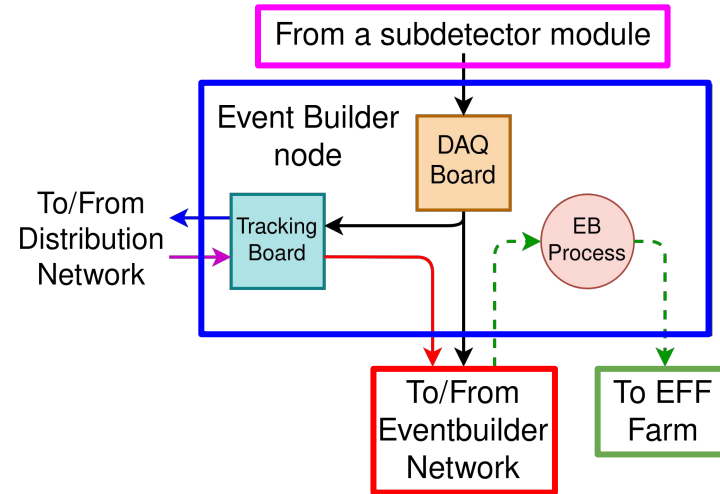 From a subdetector module
Event Builder
node
DAQ
Board
To/From
Distribution
Network
Tracking
Board
EB
Process
To/From
Eventbuilder
Network
To EFF
Farm